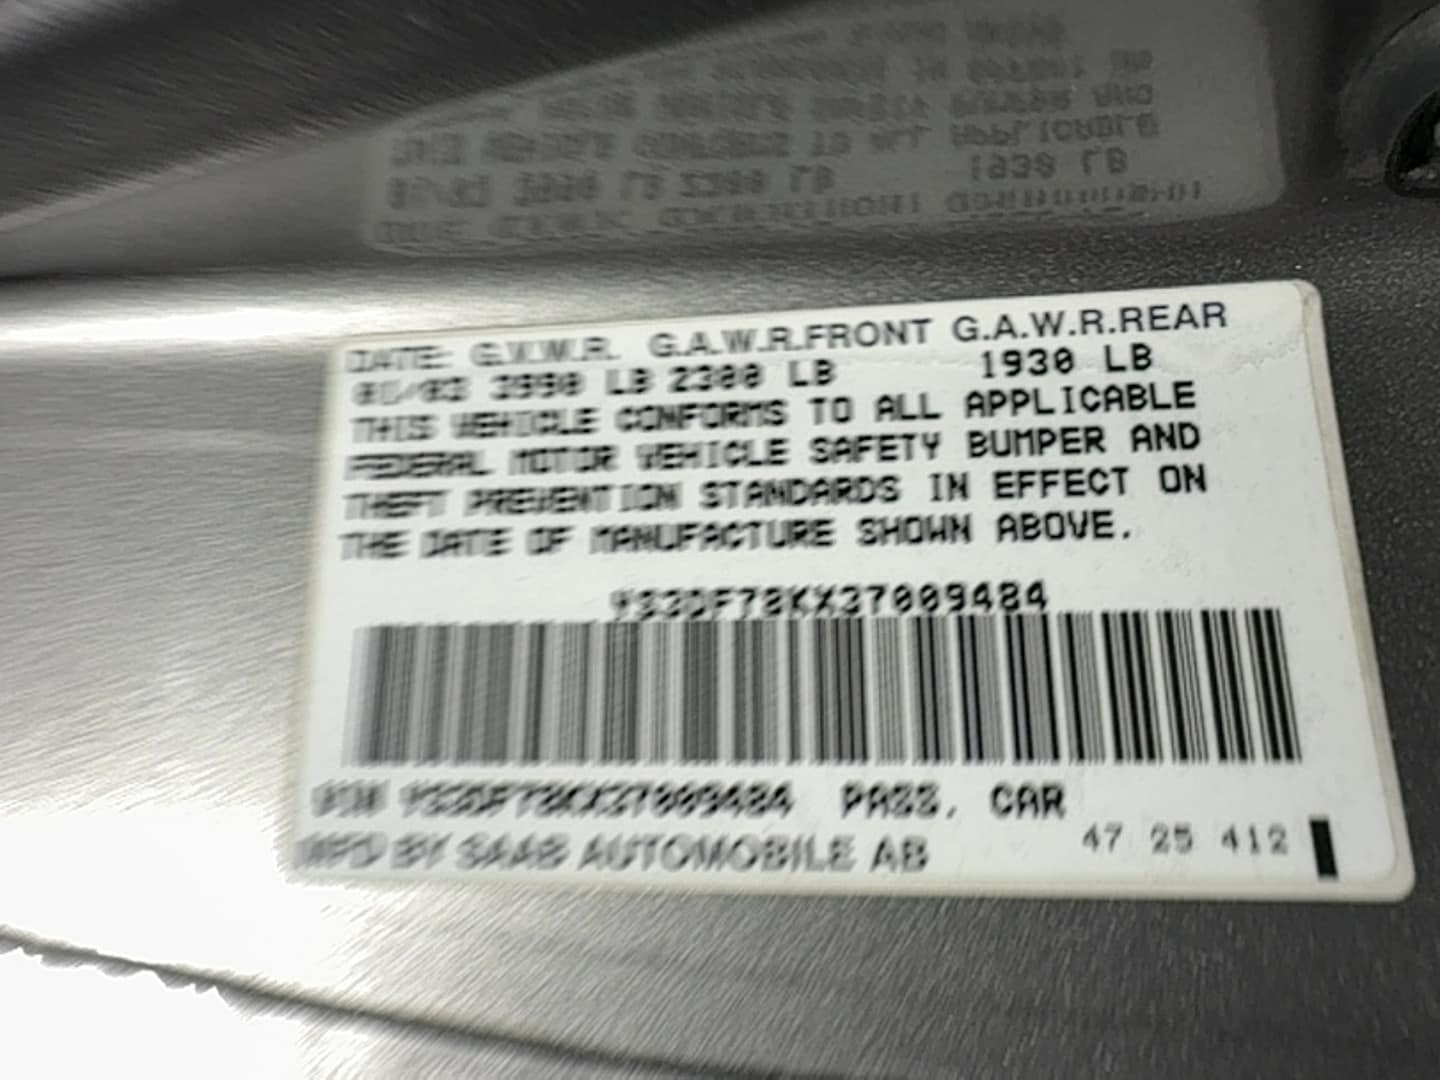 DATE: G.V.W.R. G.A.W.R.FRONT G.A.W.R.REAR
01/03 3990 LB 2300 LB 1930 LB
THIS VEHICLE CONFORMS TO ALL APPLICABLE
FEDERAL MOTOR VEHICLE SAFETY BUMPER AND
THEFT PREVENTION STANDARDS IN EFFECT ON
THE DATE OF MANUFACTURE SHOWN ABOVE.
YS3DF78KX37009484
VIN YS3DF78KX37009484 PASS. CAR
MFD BY SAAB AUTOMOBILE AB
47 25 412